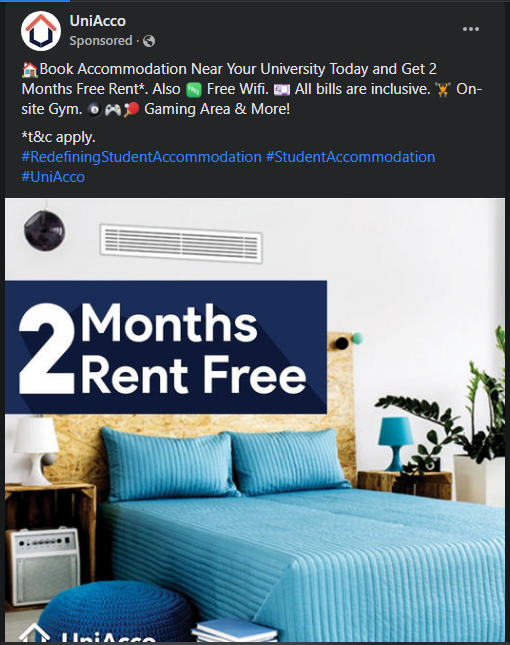 UniAcco
Sponsored ·
Book Accommodation Near Your University Today and Get 2
Months Free Rent*. Also Free Wifi. All bills are inclusive. On-
site Gym. Gaming Area & More!
*t&c apply.
#RedefiningStudentAccommodation #StudentAccommodation
#UniAcco
2 Months
Rent Free
UniAcco